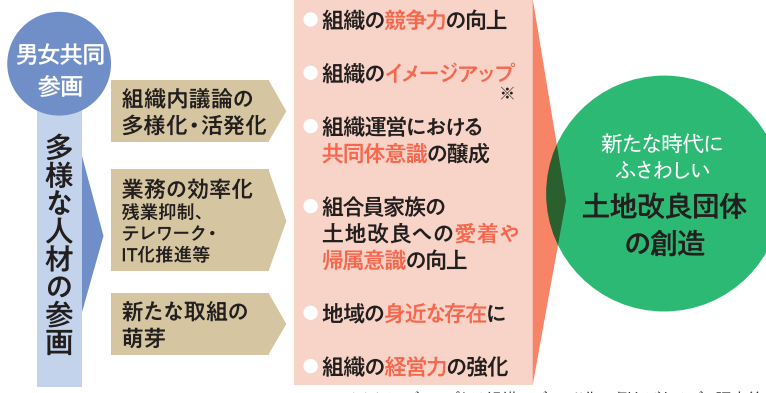 男女共同
参画
多様な人材の参画
組織内議論の
多様化・活発化
業務の効率化
残業抑制、
テレワーク・
IT化推進等
新たな取組の
萌芽
組織の競争力の向上
組織のイメージアップ
※
組織運営における
共同体意識の醸成
組合員家族の
土地改良への愛着や
帰属意識の向上
地域の身近な存在に
組織の経営力の強化
新たな時代に
ふさわしい
土地改良団体
の創造